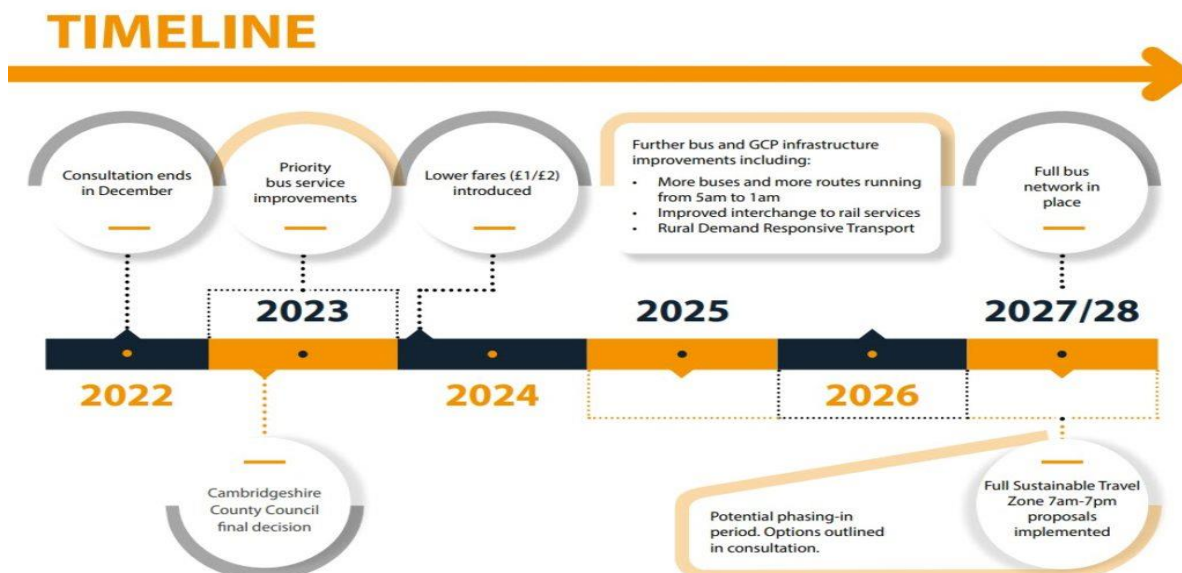 TIMELINE
Consultation ends
in December
Priority
bus service
improvements
Lower fares (£1/£2)
introduced
Further bus and GCP infrastructure
improvements including:
• More buses and more routes running
from 5am to 1am
• Improved interchange to rail services
• Rural Demand Responsive Transport
Full bus
network in
place
2023
2025
2027/28
2022
2024
2026
Cambridgeshire
County Council
final decision
Potential phasing-in
period. Options outlined
in consultation.
Full Sustainable Travel
Zone 7am-7pm
proposals
implemented